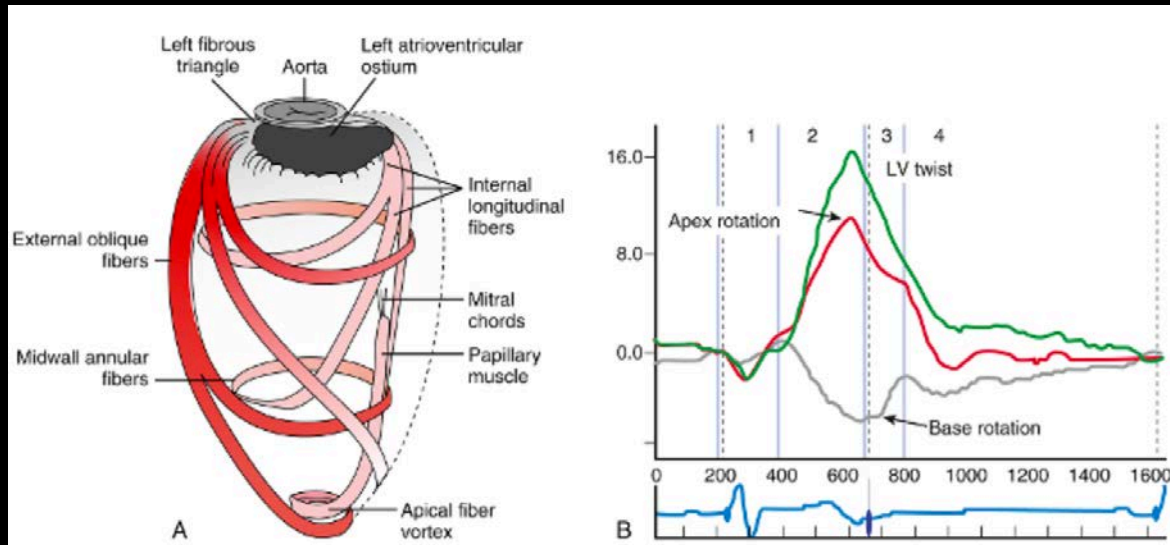 Left fibrous
triangle
Aorta
Left atrioventricular
ostium
Internal
longitudinal
fibers
External oblique
fibers
Mitral
chords
Papillary
muscle
Midwall annular
fibers
Apical fiber
vortex
A
1 2 3 4
16.0
LV twist
Apex rotation
8.0
0.0
Base rotation
0 200 400 600 800 1000 1200 1400 1600
B